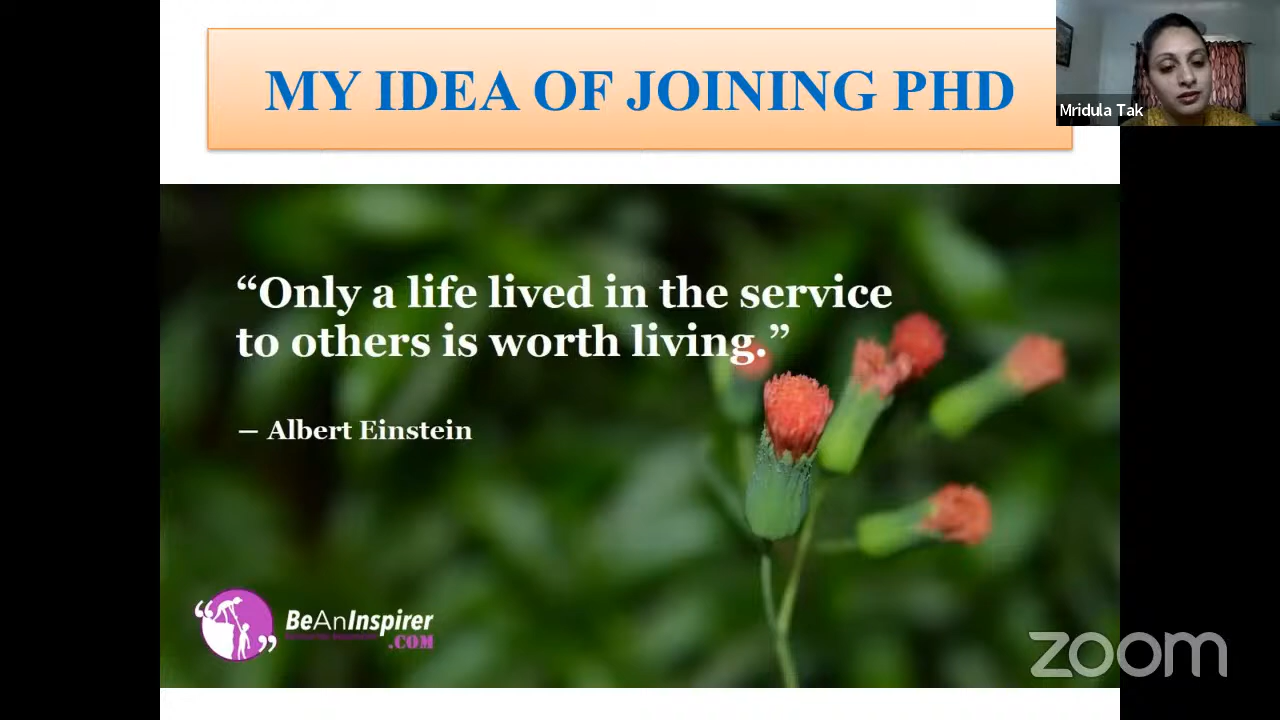 MY IDEA OF JOINING PHD
Mridula Tak
“Only a life lived in the service
to others is worth living.”
— Albert Einstein
BeAnInspirer
.COM
zoom